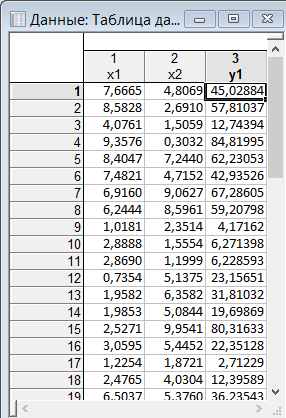 Данные: Таблица да...
1 2 3
x1 x2 y1
1 7,6665 4,8069 45,02884
2 8,5828 2,6910 57,81037
3 4,0761 1,5059 12,74394
4 9,3576 0,3032 84,81995
5 8,4047 7,2440 62,23053
6 7,4821 4,7152 42,93526
7 6,9160 9,0627 67,28605
8 6,2444 8,5961 59,20798
9 1,0181 2,3514 4,17162
10 2,8888 1,5554 6,271398
11 2,8690 1,1999 6,228593
12 0,7354 5,1375 23,15651
13 1,9582 6,3582 31,81032
14 1,9853 5,0844 19,69869
15 2,5271 9,9541 80,31633
16 3,0595 5,4452 22,35128
17 1,2254 1,8721 2,71229
18 2,4765 4,0304 12,39589
19 6,5037 5,3760 36,23543